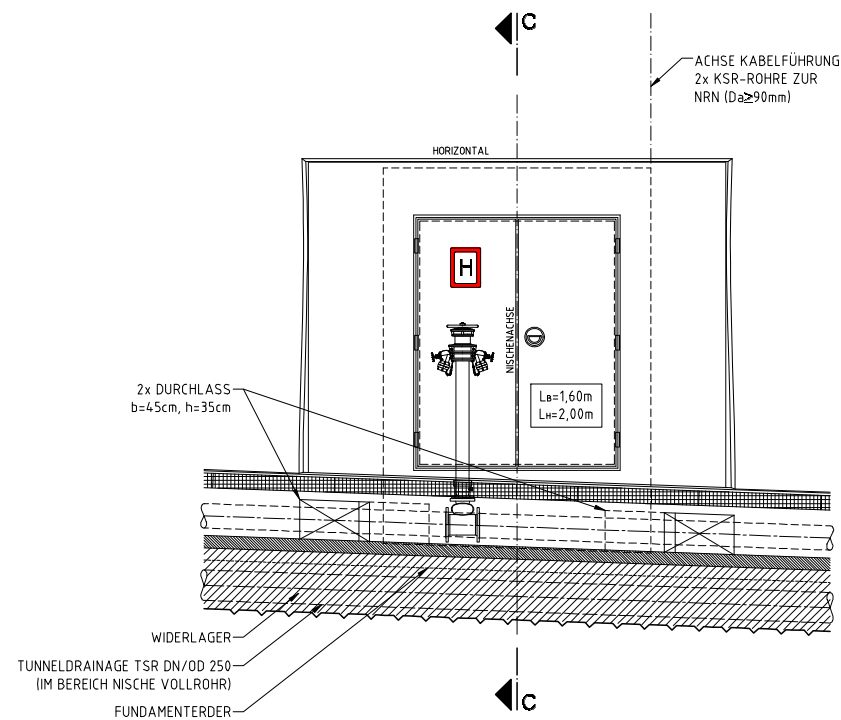 C
ACHSE KABELFÜHRUNG
2x KSR-ROHRE ZUR
NRN (Da≥90mm)
HORIZONTAL
H
NISCHENACHSE
LB=1,60m
LH=2,00m
2x DURCHLASS
b=45cm, h=35cm
WIDERLAGER
TUNNELDRAINAGE TSR DN/OD 250
(IM BEREICH NISCHE VOLLROHR)
FUNDAMENTERDER
C